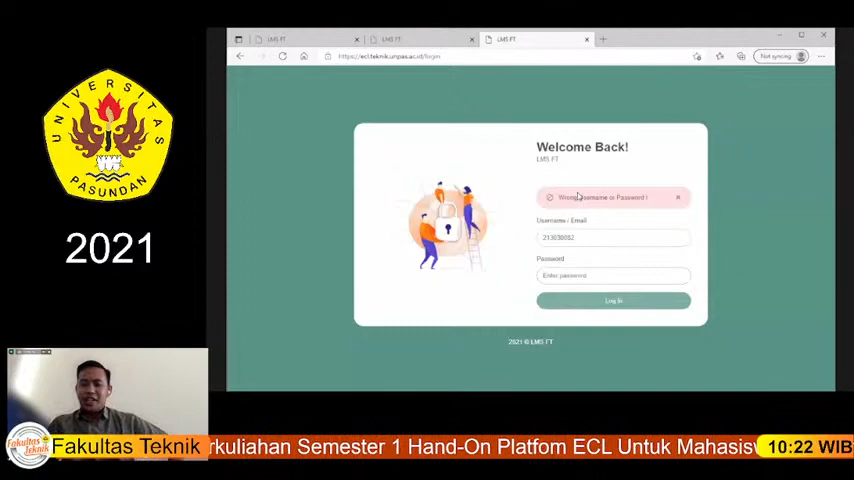 UNIVERSITAS
PASUNDAN
2021
LMS FT
LMS FT
LMS FT
https://ecl.teknik.unpas.ac.id/login
Not syncing
Welcome Back!
LMS FT
Wrong Username or Password !
Username / Email
213030082
Password
Enter password
Log In
2021 © LMS FT
Fakultas Teknik
Fakultas Teknik
rkuliahan Semester 1 Hand-On Platfom ECL Untuk Mahasisw
10:22 WIB